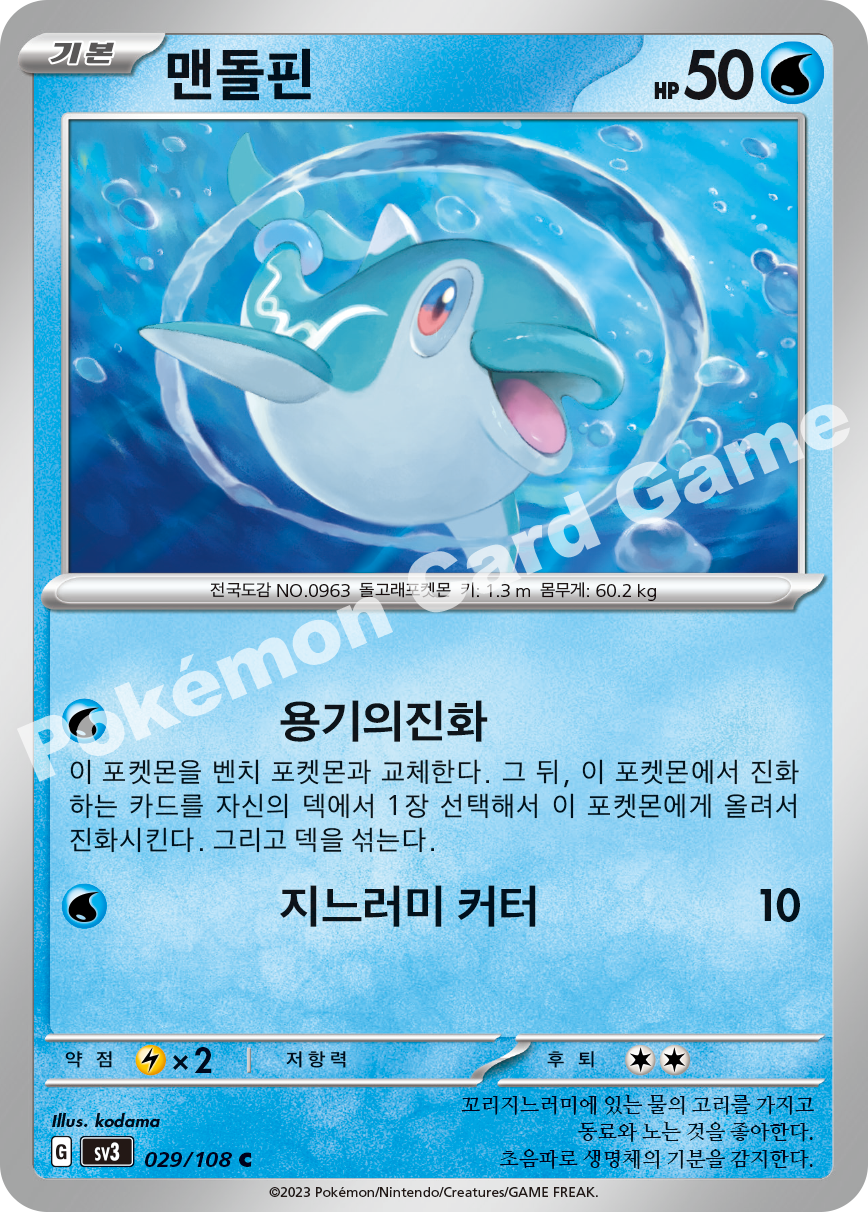 기본
맨돌핀
HP 50
전국도감 NO.0963 돌고래포켓몬 키: 1.3 m 몸무게: 60.2 kg
Pokémon Card Game
용기의진화
이 포켓몬을 벤치 포켓몬과 교체한다. 그 뒤, 이 포켓몬에서 진화
하는 카드를 자신의 덱에서 1장 선택해서 이 포켓몬에게 올려서
진화시킨다. 그리고 덱을 섞는다.
지느러미 커터 10
약점 ×2 저항력 후퇴
꼬리지느러미에 있는 물의 고리를 가지고
동료와 노는 것을 좋아한다.
초음파로 생명체의 기분을 감지한다.
Illus. kodama
G sv3 029/108 C
©2023 Pokémon/Nintendo/Creatures/GAME FREAK.